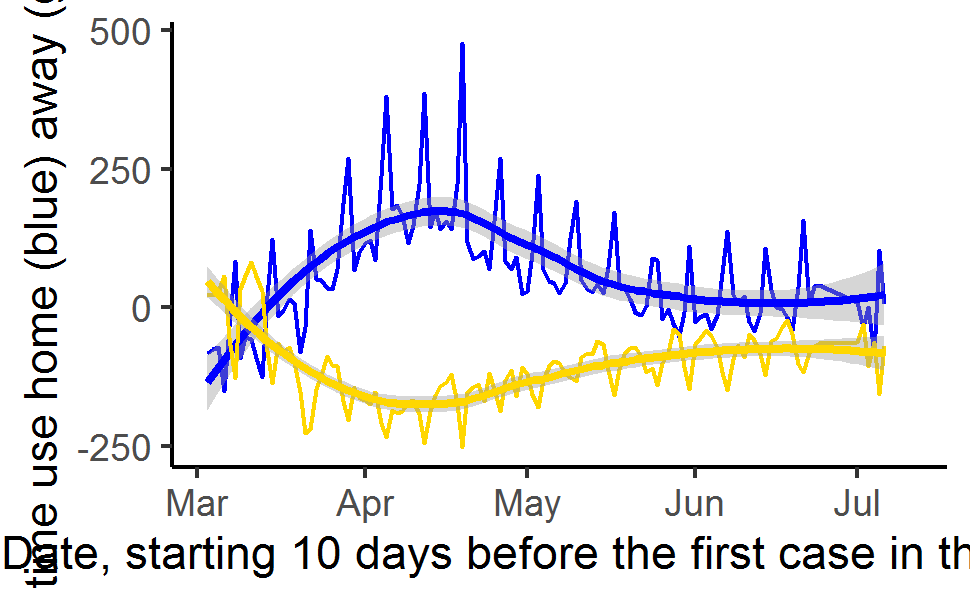 time use home (blue) away (
500
250
0
-250
Mar Apr May Jun Jul
Date, starting 10 days before the first case in th